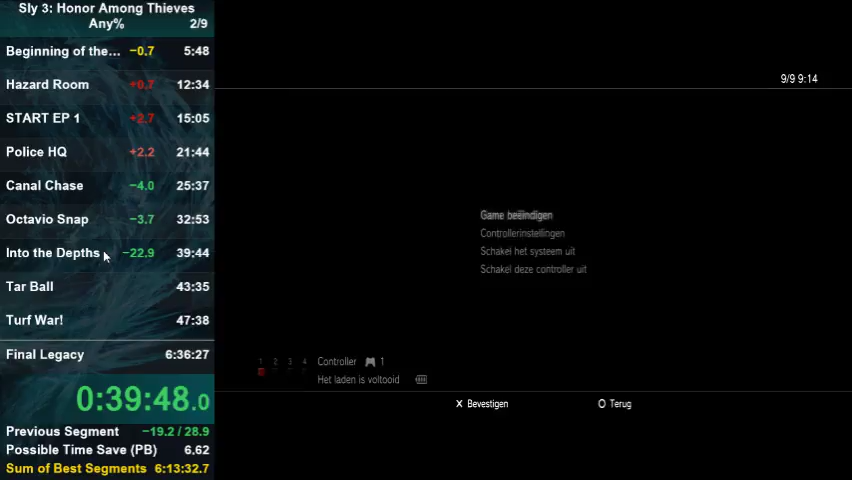 Sly 3: Honor Among Thieves
Any% 2/9
Beginning of the... −0.7 5:48
Hazard Room +0.7 12:34
START EP 1 +2.7 15:05
Police HQ +2.2 21:44
Canal Chase −4.0 25:37
Octavio Snap −3.7 32:53
Into the Depths −22.9 39:44
Tar Ball 43:35
Turf War! 47:38
Final Legacy 6:36:27
0:39:48.0
Previous Segment −19.2 / 28.9
Possible Time Save (PB) 6.62
Sum of Best Segments 6:13:32.7
9/9 9:14
Game beëindigen
Controllerinstellingen
Schakel het systeem uit
Schakel deze controller uit
1 2 3 4 Controller 1
Het laden is voltooid
X Bevestigen O Terug